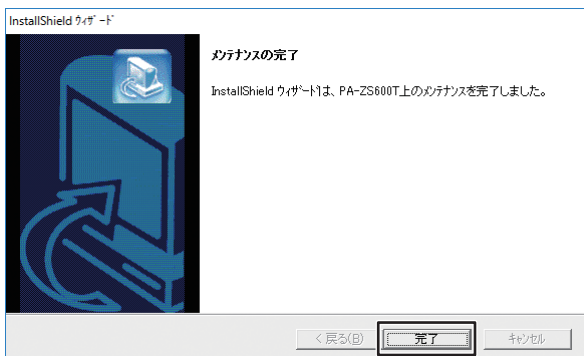 InstallShield ｳｨｻﾞｰﾄﾞ
ﾒﾝﾃﾅﾝｽの完了
InstallShield ｳｨｻﾞｰﾄﾞは、PA-ZS600T上のﾒﾝﾃﾅﾝｽを完了しました。
< 戻る(B)
完了
ｷｬﾝｾﾙ